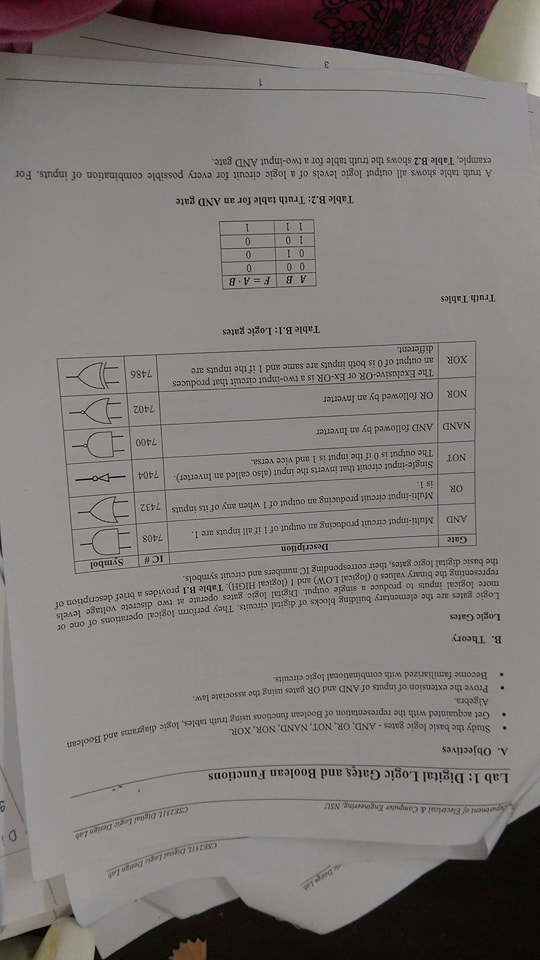 Digital Logic Design Lab
CSE231L Digital Logic Design Lab
Department of Electrical & Computer Engineering, NSU CSE231L Digital Logic Design Lab
Lab 1: Digital Logic Gates and Boolean Functions
A. Objectives
• Study the basic logic gates - AND, OR, NOT, NAND, NOR, XOR.
• Get acquainted with the representation of Boolean functions using truth tables, logic diagrams and Boolean
Algebra.
• Prove the extension of inputs of AND and OR gates using the associate law.
• Become familiarized with combinational logic circuits.
B. Theory
Logic Gates
Logic gates are the elementary building blocks of digital circuits. They perform logical operations of one or
more logical inputs to produce a single output. Digital logic gates operate at two discrete voltage levels
representing the binary values 0 (logical LOW) and 1 (logical HIGH). Table B.1 provides a brief description of
the basic digital logic gates, their corresponding IC numbers and circuit symbols.
Gate Description IC # Symbol
AND Multi-input circuit producing an output of 1 if all inputs are 1. 7408
OR Multi-input circuit producing an output of 1 when any of its inputs 7432
is 1.
NOT Single-input circuit that inverts the input (also called an Inverter). 7404
The output is 0 if the input is 1 and vice versa.
NAND AND followed by an Inverter 7400
NOR OR followed by an Inverter 7402
XOR The Exclusive-OR or Ex-OR is a two-input circuit that produces 7486
an output of 0 is both inputs are same and 1 if the inputs are
different.
Table B.1: Logic gates
Truth Tables
A B F = A · B
0 0 0
0 1 0
1 0 0
1 1 1
Table B.2: Truth table for an AND gate
A truth table shows all output logic levels of a logic circuit for every possible combination of inputs. For
example, Table B.2 shows the truth table for a two-input AND gate.
1
3